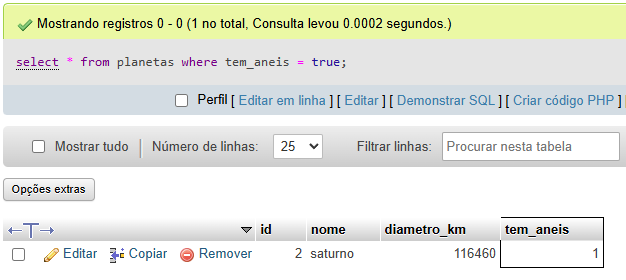 Mostrando registros 0 - 0 (1 no total, Consulta levou 0.0002 segundos.)
select * from planetas where tem_aneis = true;
Perfil [ Editar em linha ] [ Editar ] [ Demonstrar SQL ] [ Criar código PHP ]
Mostrar tudo Número de linhas: 25 Filtrar linhas: Procurar nesta tabela
Opções extras
←T→ id nome diametro_km tem_aneis
Editar Copiar Remover 2 saturno 116460 1